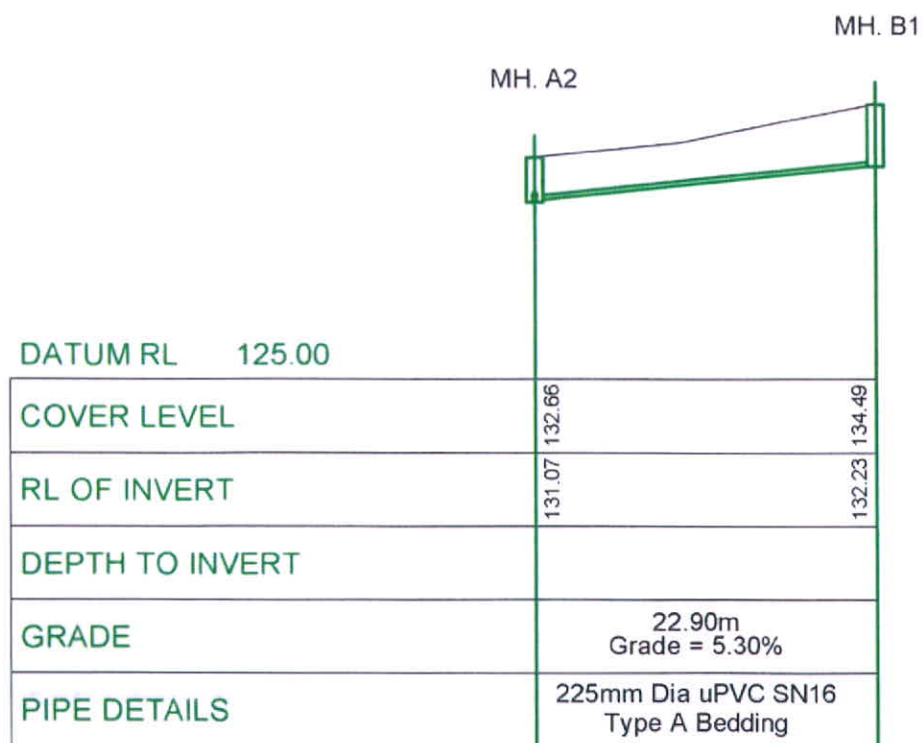 MH. B1
MH. A2
DATUM RL 125.00
COVER LEVEL 132.66 134.49
RL OF INVERT 131.07 132.23
DEPTH TO INVERT
GRADE
22.90m
Grade = 5.30%
PIPE DETAILS
225mm Dia uPVC SN16
Type A Bedding